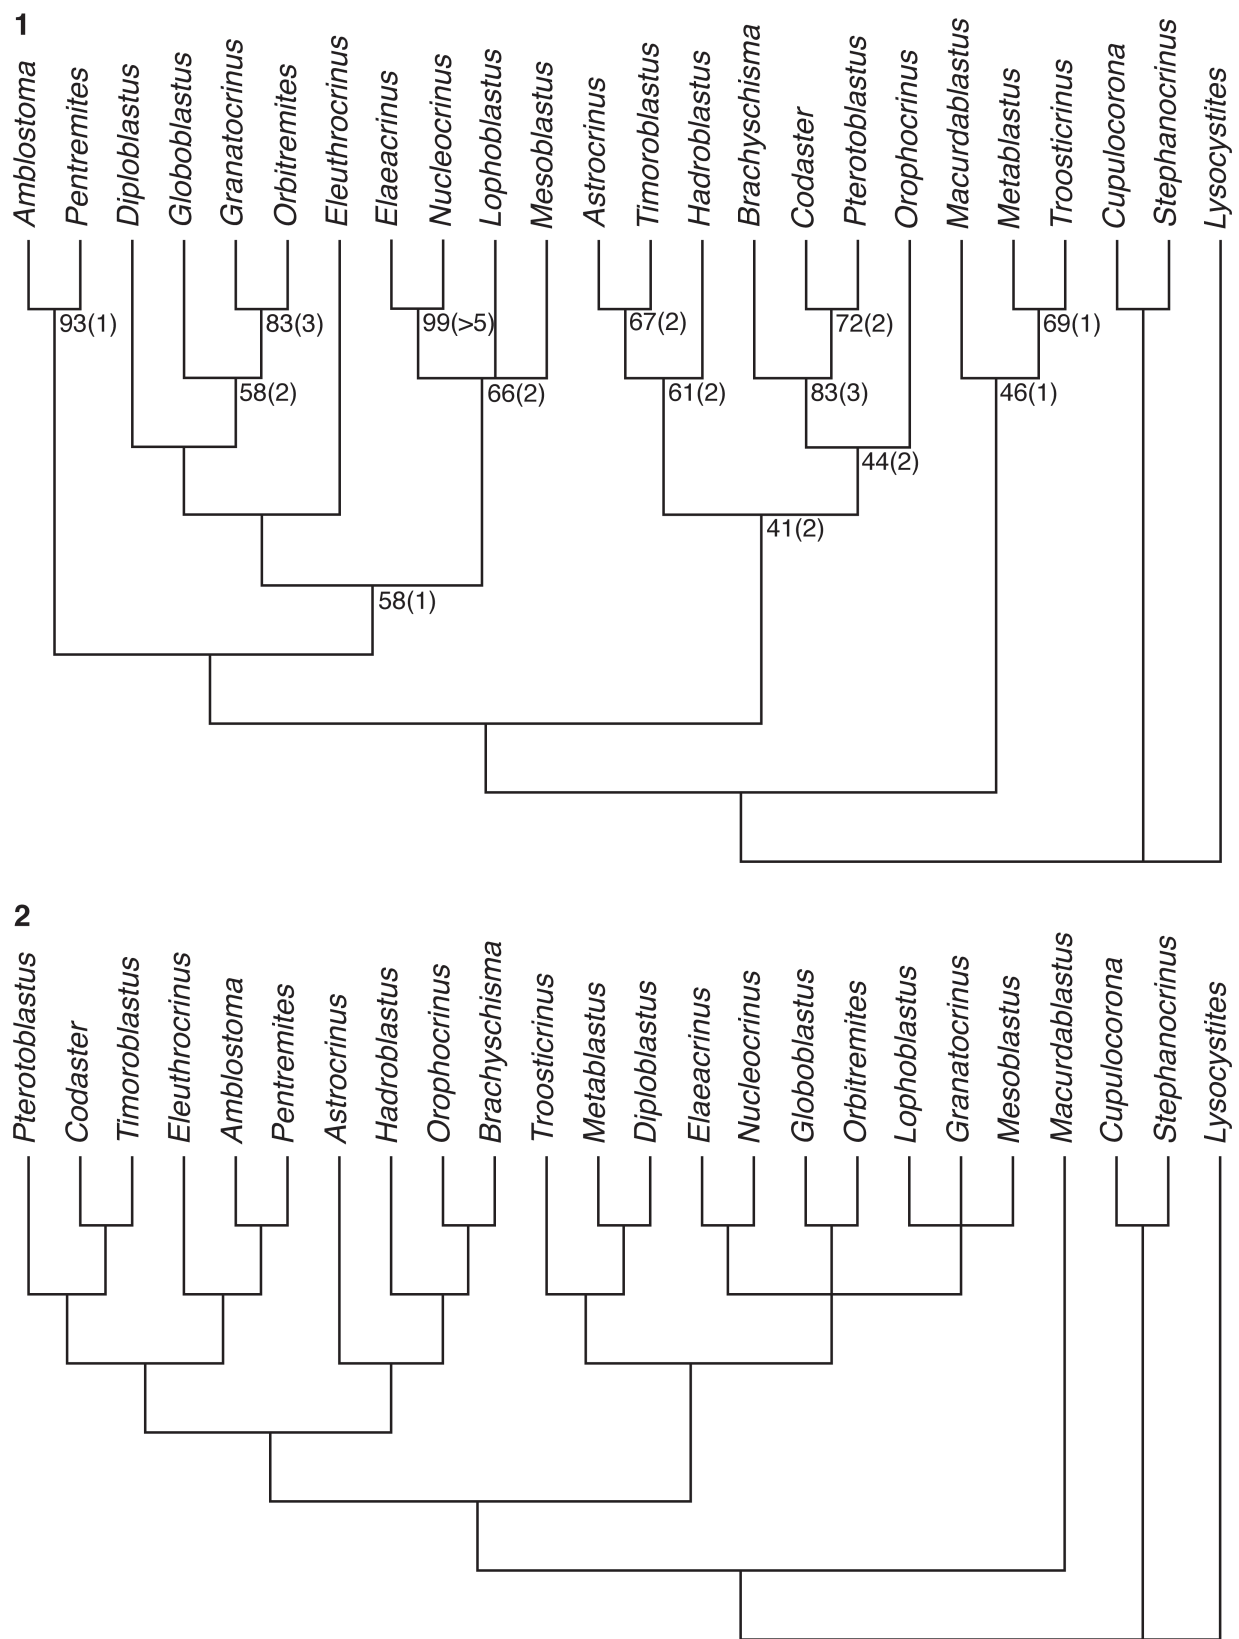 1
Amblostoma
Pentremites
Diploblastus
Globoblastus
Granatocrinus
Orbitremites
Eleuthrocrinus
Elaeacrinus
Nucleocrinus
Lophoblastus
Mesoblastus
Astrocrinus
Timoroblastus
Hadroblastus
Brachyschisma
Codaster
Pterotoblastus
Orophocrinus
Macurdablastus
Metablastus
Troosticrinus
Cupulocorona
Stephanocrinus
Lysocystites
93(1)
83(3)
99(>5)
67(2)
72(2)
69(1)
58(2)
66(2)
61(2)
83(3)
46(1)
44(2)
41(2)
58(1)
2
Pterotoblastus
Codaster
Timoroblastus
Eleuthrocrinus
Amblostoma
Pentremites
Astrocrinus
Hadroblastus
Orophocrinus
Brachyschisma
Troosticrinus
Metablastus
Diploblastus
Elaeacrinus
Nucleocrinus
Globoblastus
Orbitremites
Lophoblastus
Granatocrinus
Mesoblastus
Macurdablastus
Cupulocorona
Stephanocrinus
Lysocystites